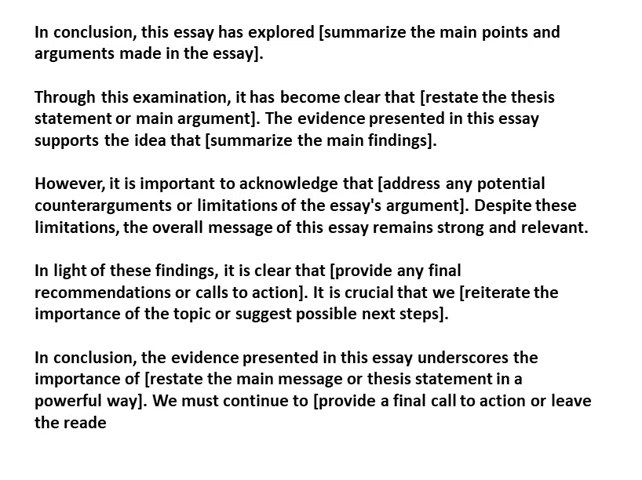 In conclusion, this essay has explored [summarize the main points and
arguments made in the essay].
Through this examination, it has become clear that [restate the thesis
statement or main argument]. The evidence presented in this essay
supports the idea that [summarize the main findings].
However, it is important to acknowledge that [address any potential
counterarguments or limitations of the essay's argument]. Despite these
limitations, the overall message of this essay remains strong and relevant.
In light of these findings, it is clear that [provide any final
recommendations or calls to action]. It is crucial that we [reiterate the
importance of the topic or suggest possible next steps].
In conclusion, the evidence presented in this essay underscores the
importance of [restate the main message or thesis statement in a
powerful way]. We must continue to [provide a final call to action or leave
the reade